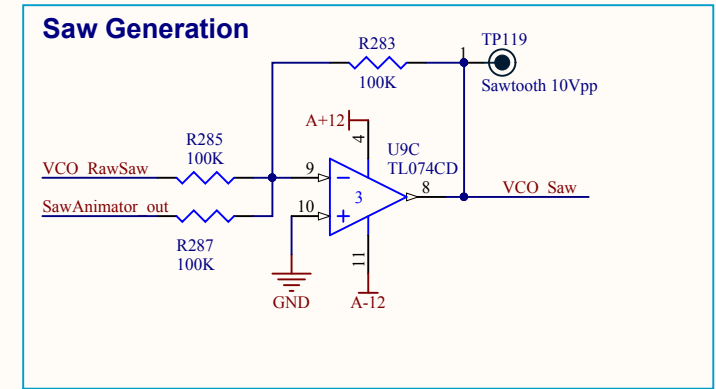 Saw Generation
R283
100K
1
TP119
Sawtooth 10Vpp
A+12
4
U9C
TL074CD
R285
100K
VCO_RawSaw
9
3
8
VCO_Saw
SawAnimator_out
10
R287
100K
11
GND
A-12